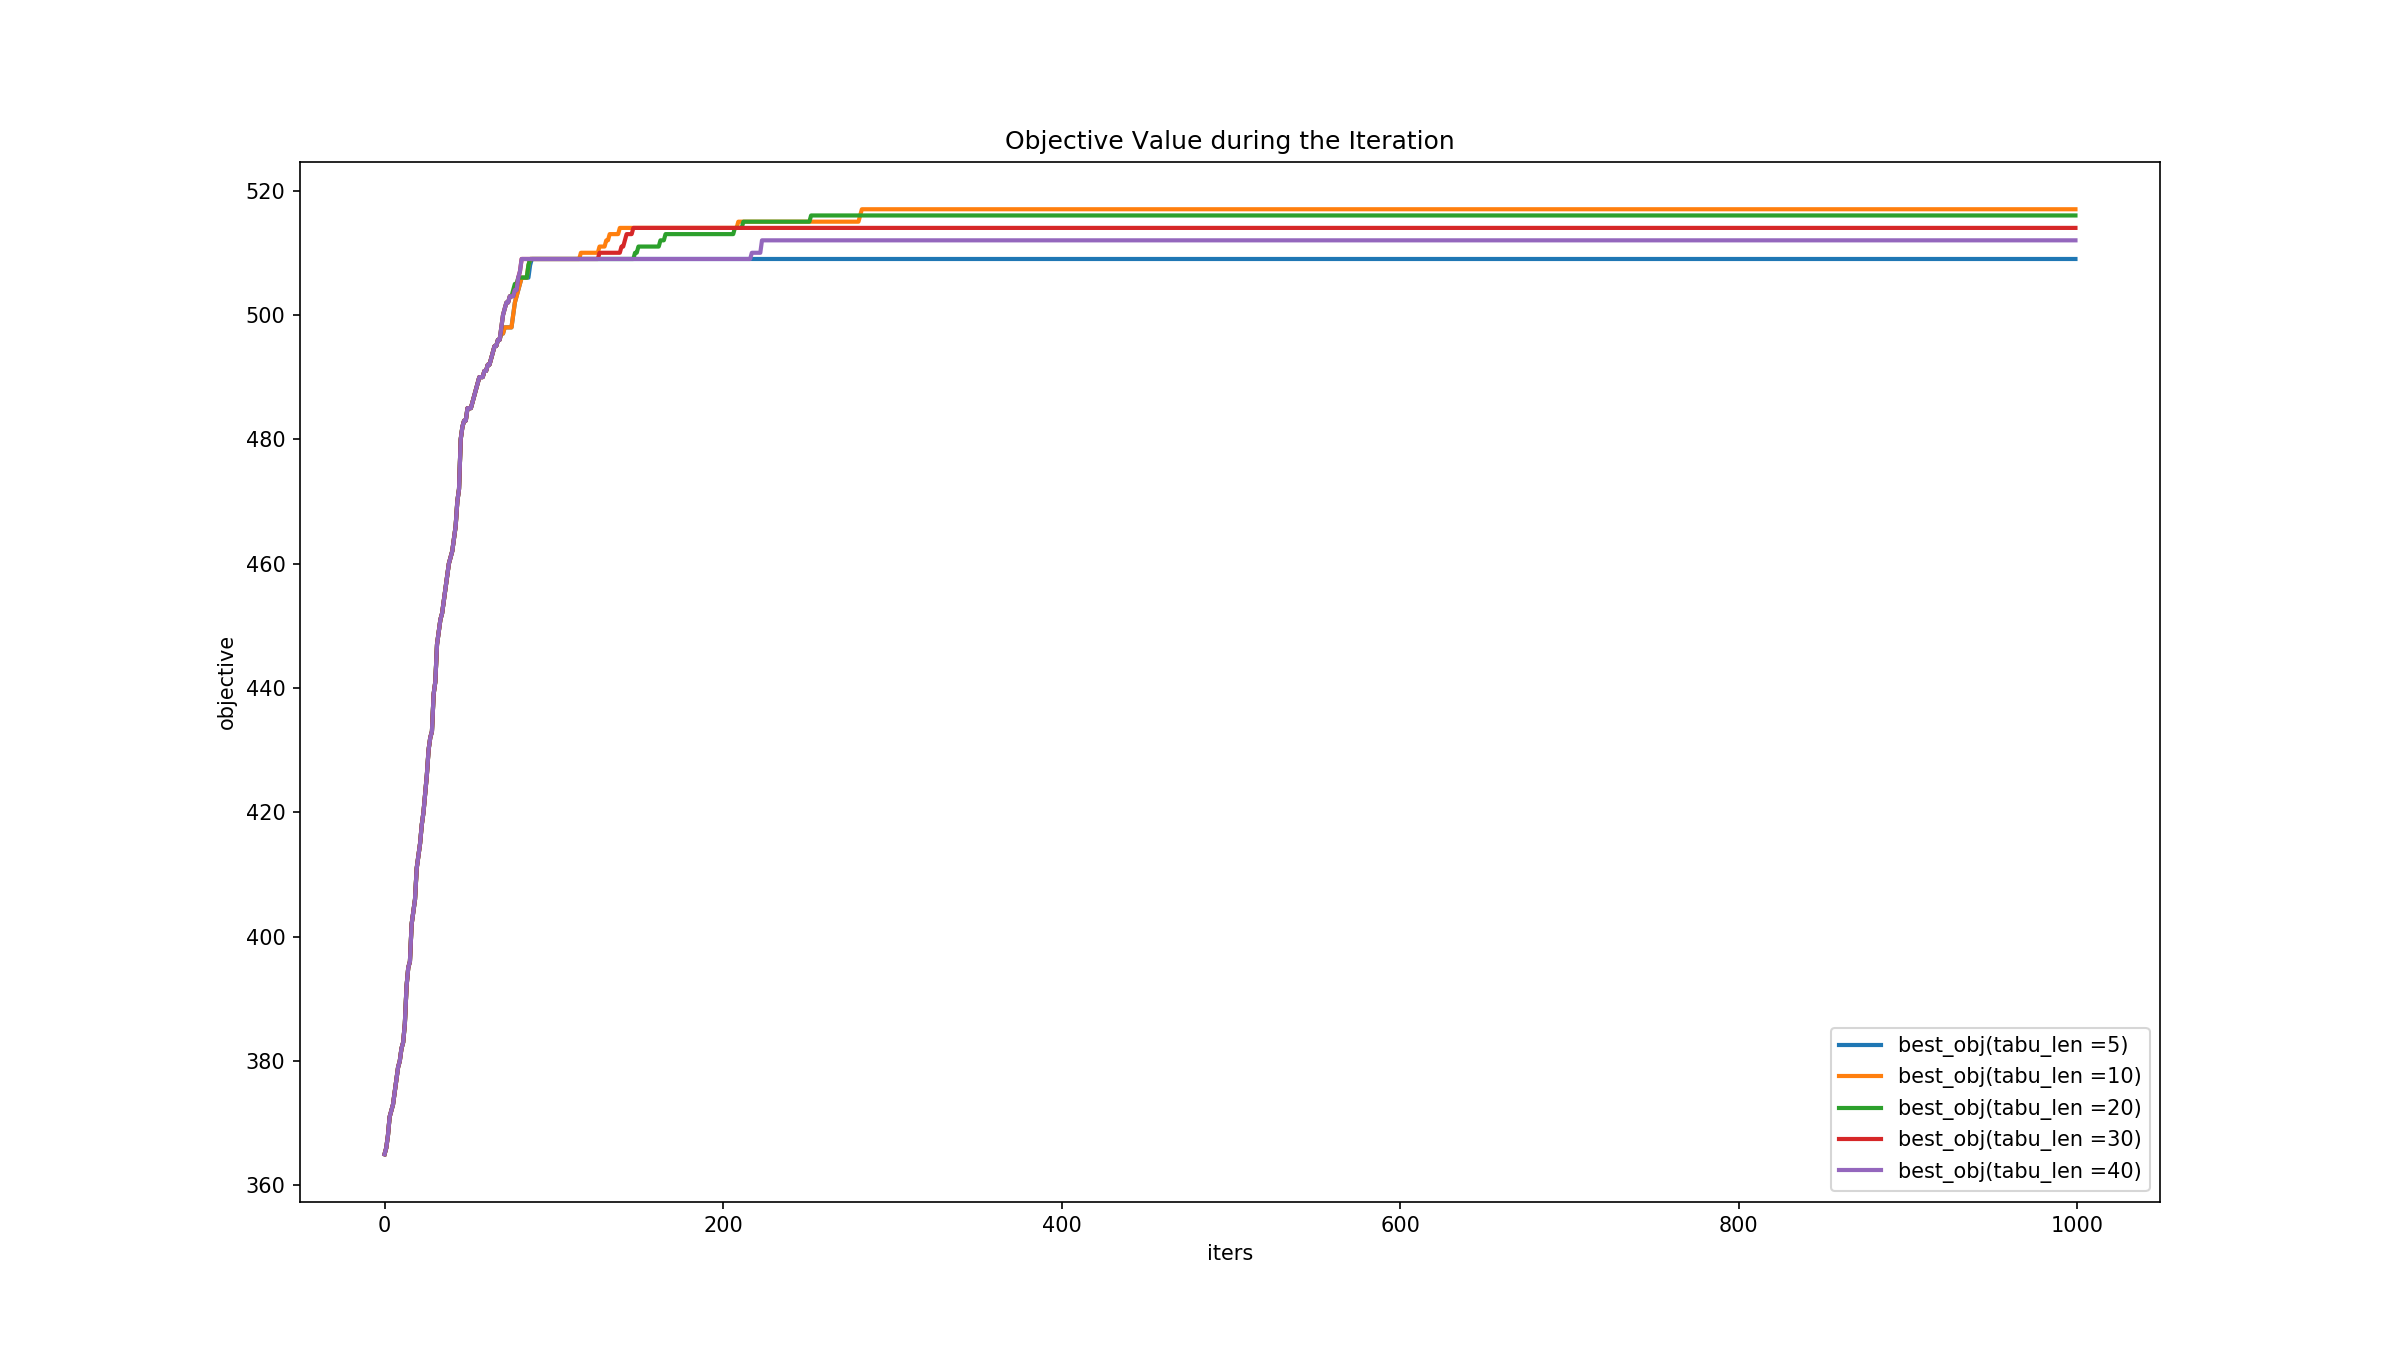 Objective Value during the Iteration
520
500
480
460
440
420
400
380
360
objective
0 200 400 600 800 1000
iters
best_obj(tabu_len =5)
best_obj(tabu_len =10)
best_obj(tabu_len =20)
best_obj(tabu_len =30)
best_obj(tabu_len =40)